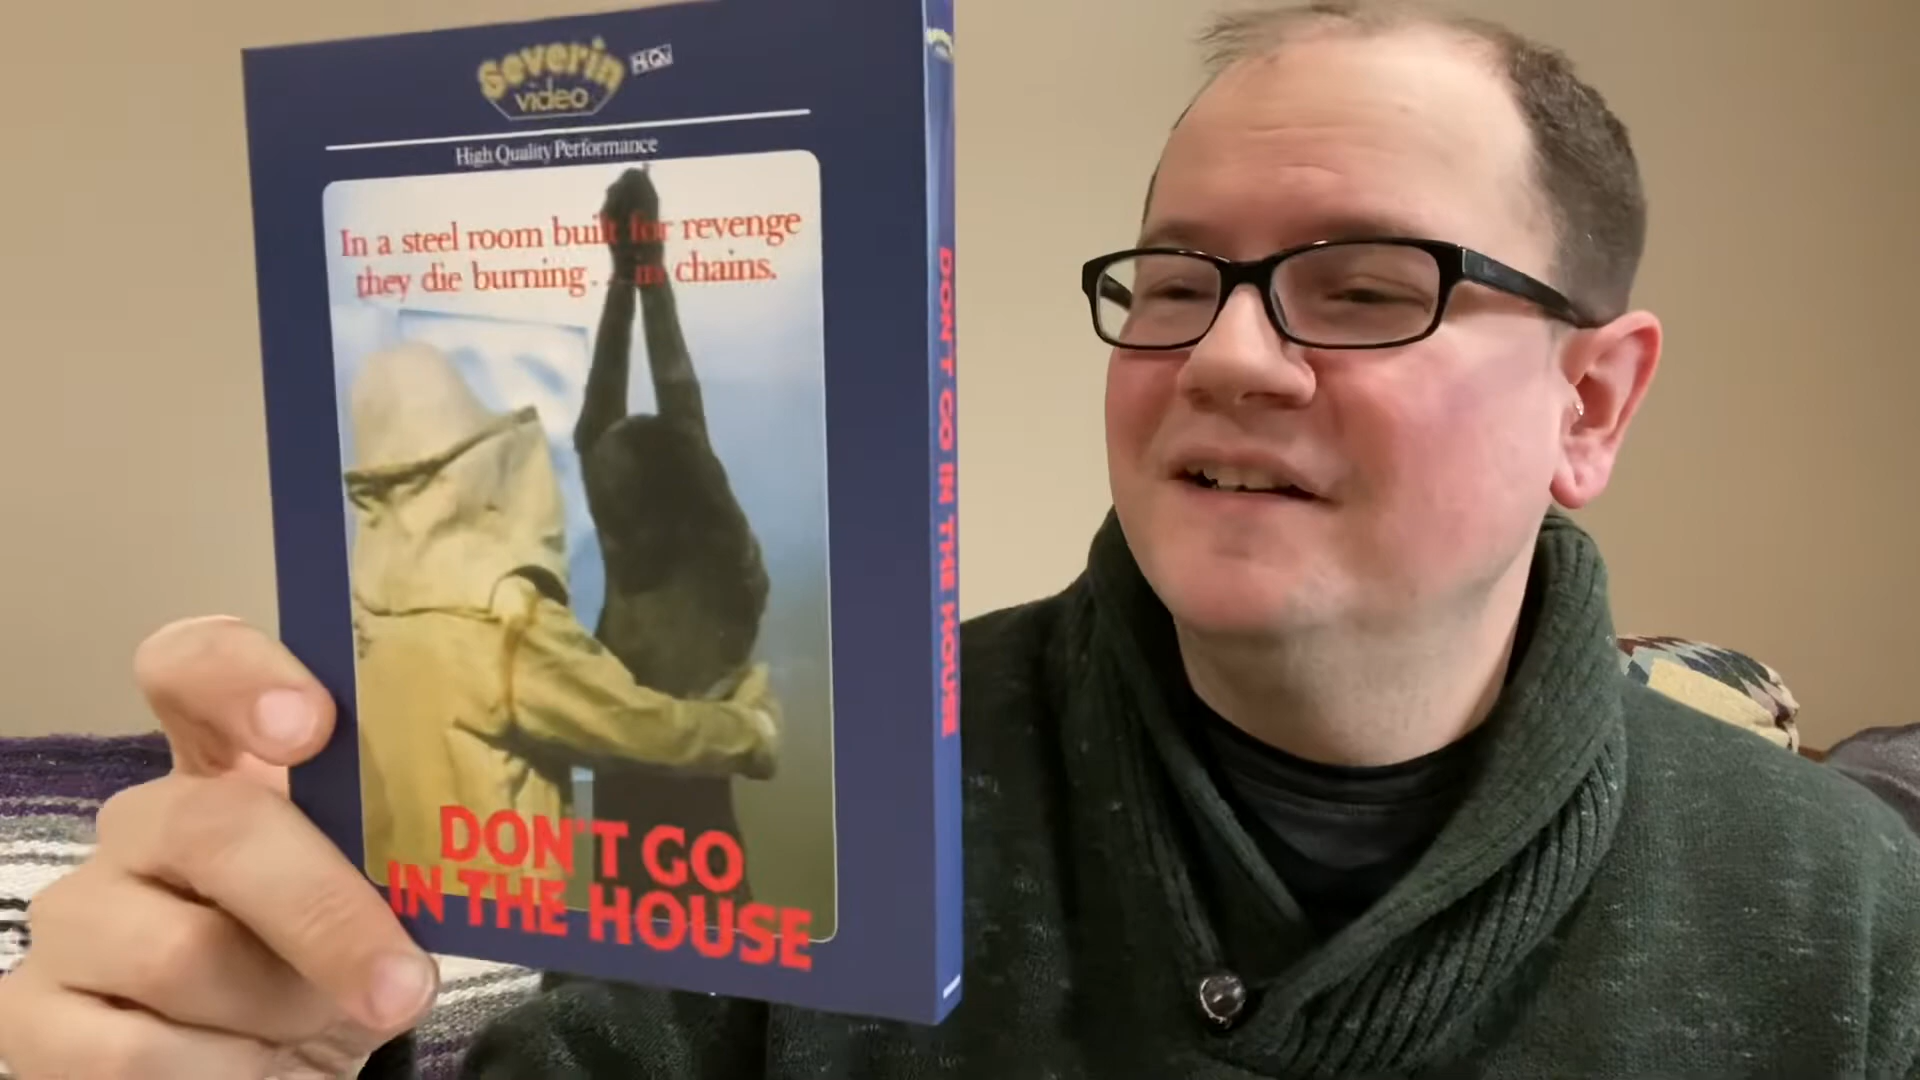 Severin
video
High Quality Performance
In a steel room built for revenge
they die burning... in chains.
DON'T GO
IN THE HOUSE
DON'T GO IN THE HOUSE